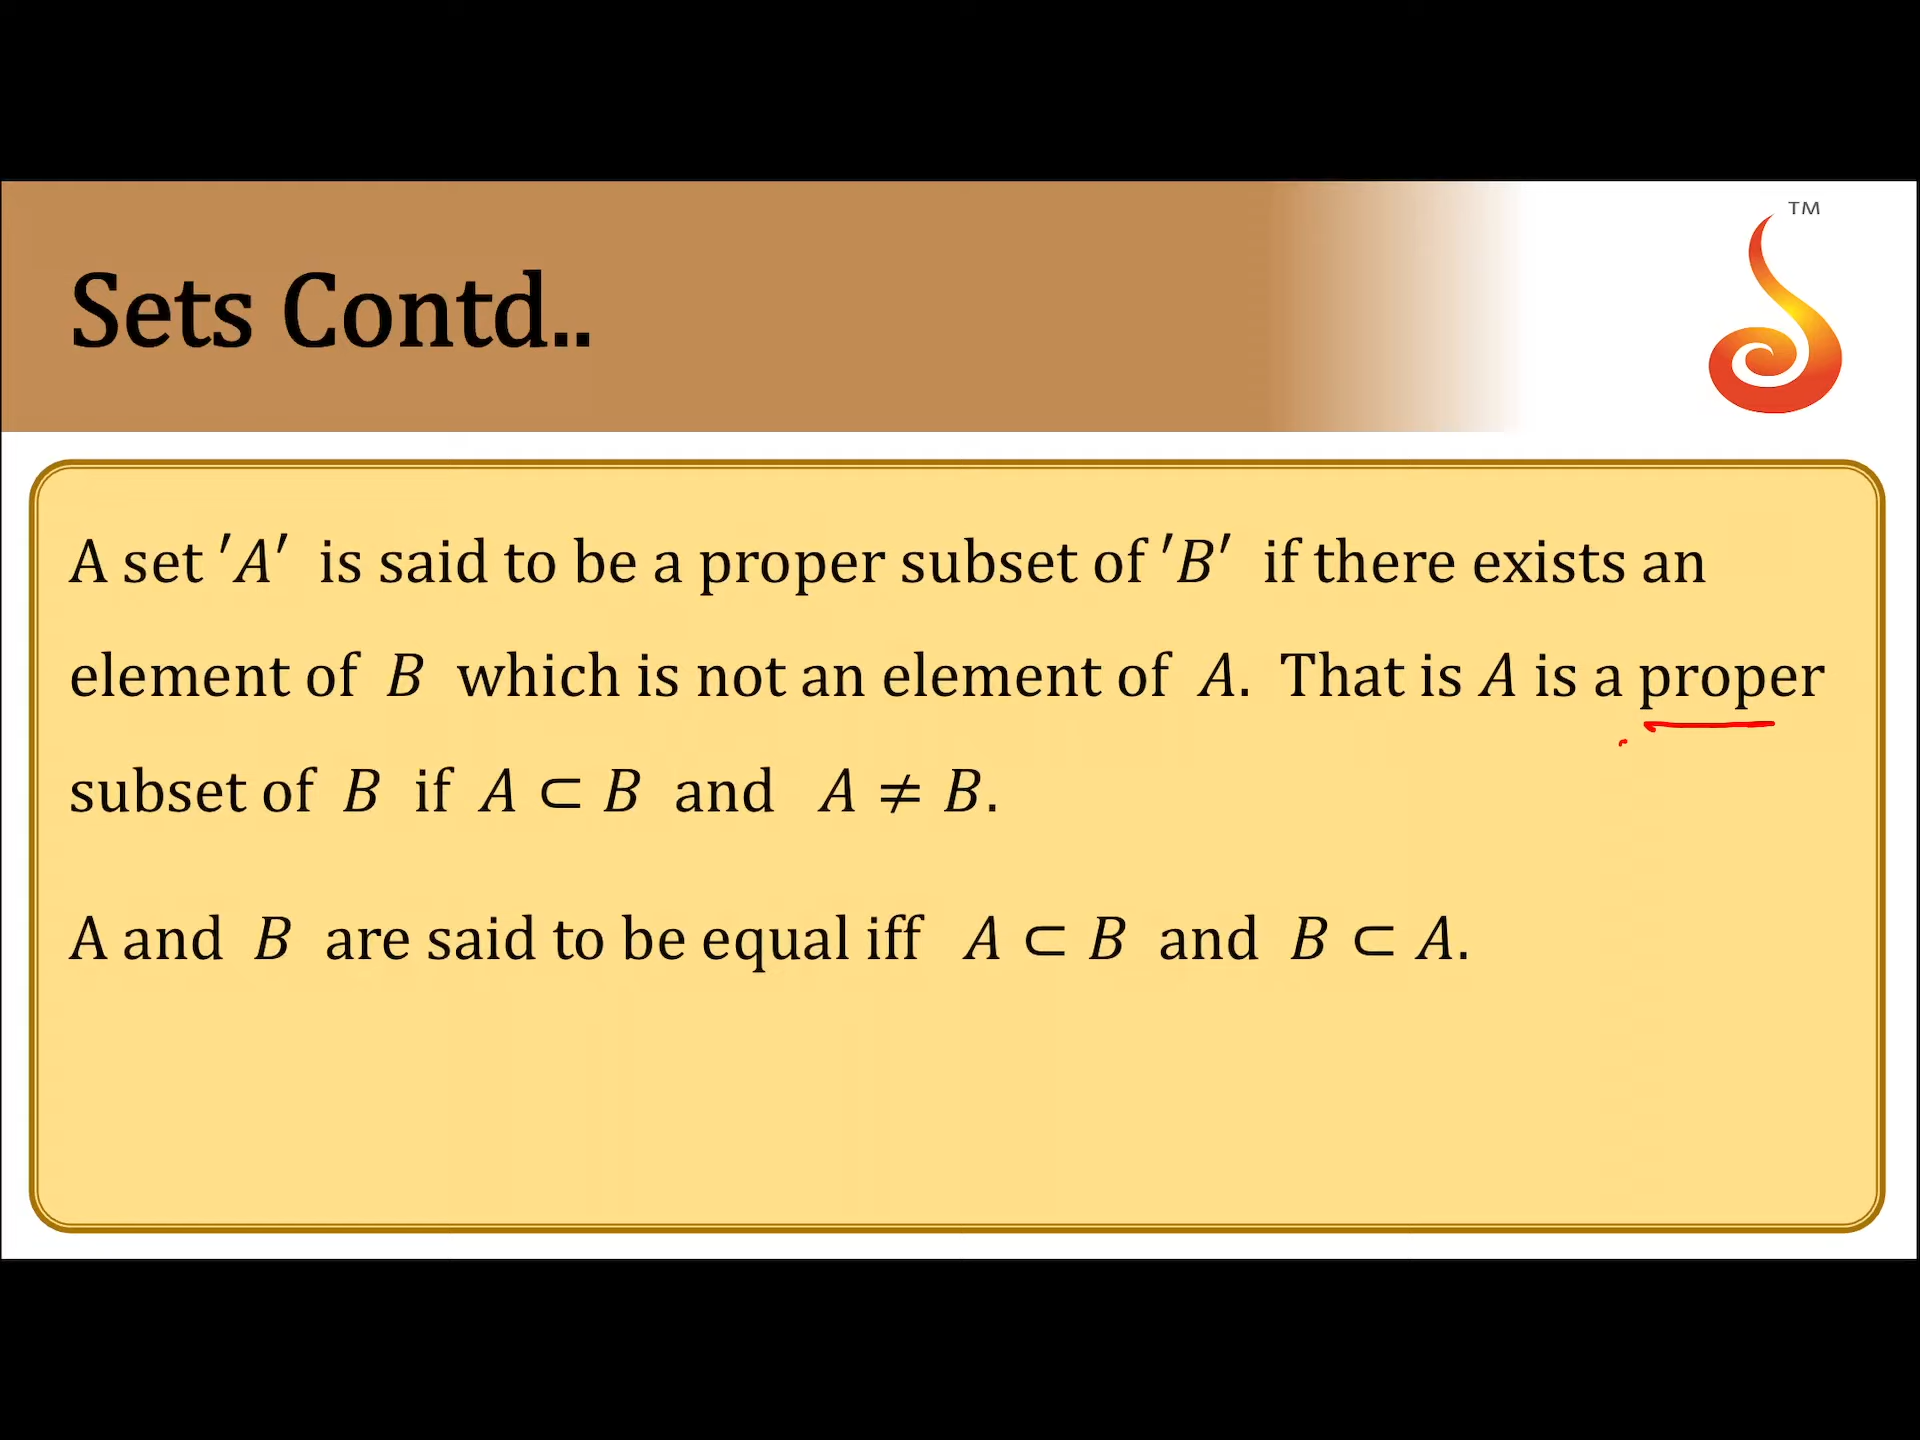 TM
Sets Contd..
A set ′A′ is said to be a proper subset of ′B′ if there exists an
element of B which is not an element of A. That is A is a proper
subset of B if A ⊂ B and A ≠ B.
A and B are said to be equal iff A ⊂ B and B ⊂ A.